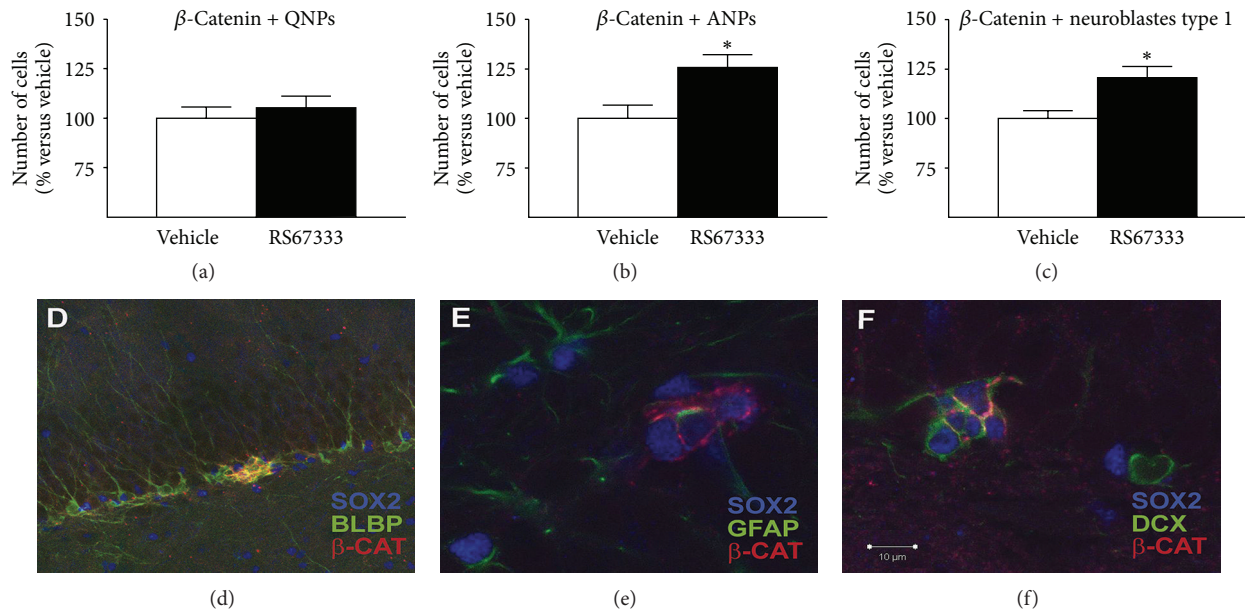 β-Catenin + QNPs
150
125
100
75
Number of cells
(% versus vehicle)
Vehicle RS67333
(a)
β-Catenin + ANPs
150
125
100
75
Number of cells
(% versus vehicle)
*
Vehicle RS67333
(b)
β-Catenin + neuroblastes type 1
150
125
100
75
Number of cells
(% versus vehicle)
*
Vehicle RS67333
(c)
D
SOX2
BLBP
β-CAT
(d)
E
SOX2
GFAP
β-CAT
(e)
F
SOX2
DCX
β-CAT
10 µm
(f)